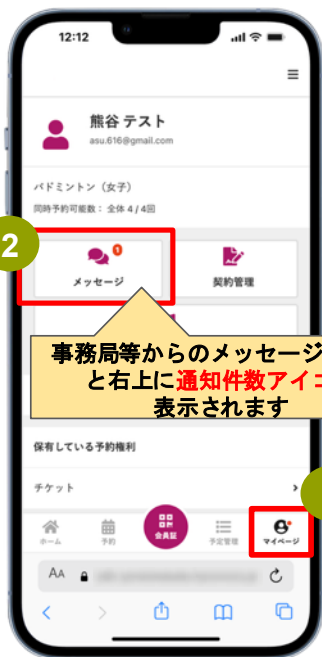 12:12
熊谷 テスト
asu.616@gmail.com
バドミントン（女子）
同時予約可能数： 全体 4 / 4回
2
1
メッセージ
契約管理
事務局等からのメッセージ
と右上に通知件数アイコ
表示されます
保有している予約権利
チケット
ホーム
予約
会員証
予定管理
マイページ
AA